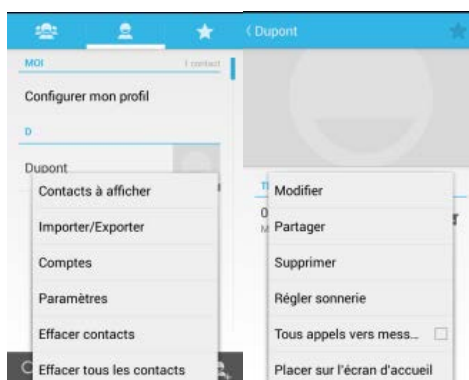 MOI 1 contact
Configurer mon profil
D
Dupont
Contacts à afficher
Importer/Exporter
Comptes
Paramètres
Effacer contacts
Effacer tous les contacts
Dupont
Modifier
Partager
Supprimer
Régler sonnerie
Tous appels vers mess...
Placer sur l'écran d'accueil